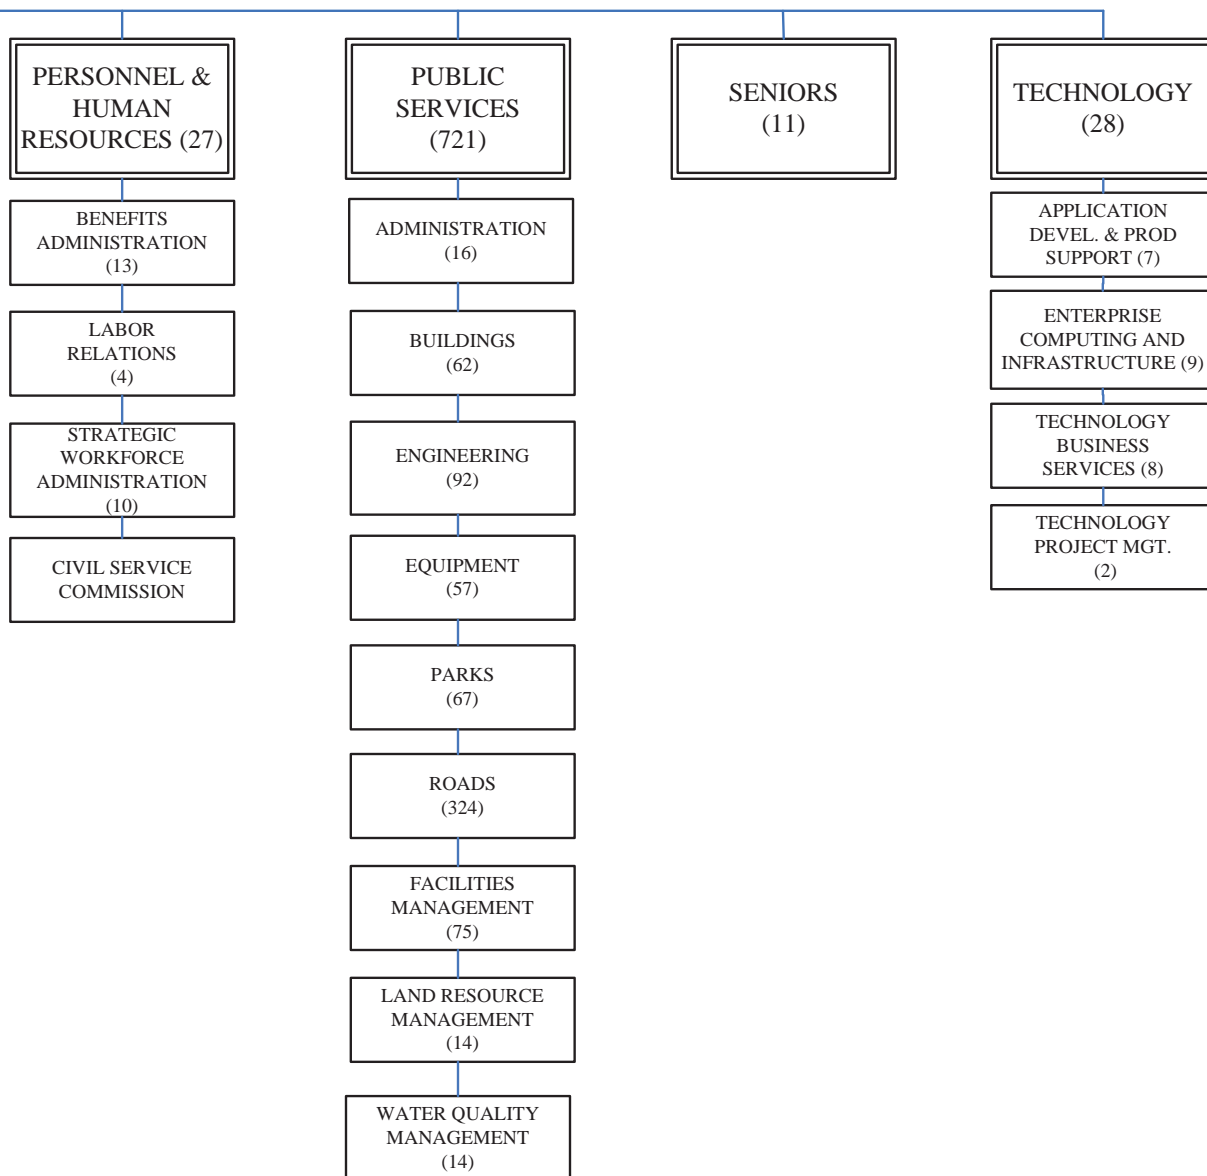 PERSONNEL &
HUMAN
RESOURCES (27)
BENEFITS
ADMINISTRATION
(13)
LABOR
RELATIONS
(4)
STRATEGIC
WORKFORCE
ADMINISTRATION
(10)
CIVIL SERVICE
COMMISSION
PUBLIC
SERVICES
(721)
ADMINISTRATION
(16)
BUILDINGS
(62)
ENGINEERING
(92)
EQUIPMENT
(57)
PARKS
(67)
ROADS
(324)
FACILITIES
MANAGEMENT
(75)
LAND RESOURCE
MANAGEMENT
(14)
WATER QUALITY
MANAGEMENT
(14)
SENIORS
(11)
TECHNOLOGY
(28)
APPLICATION
DEVEL. & PROD
SUPPORT (7)
ENTERPRISE
COMPUTING AND
INFRASTRUCTURE (9)
TECHNOLOGY
BUSINESS
SERVICES (8)
TECHNOLOGY
PROJECT MGT.
(2)